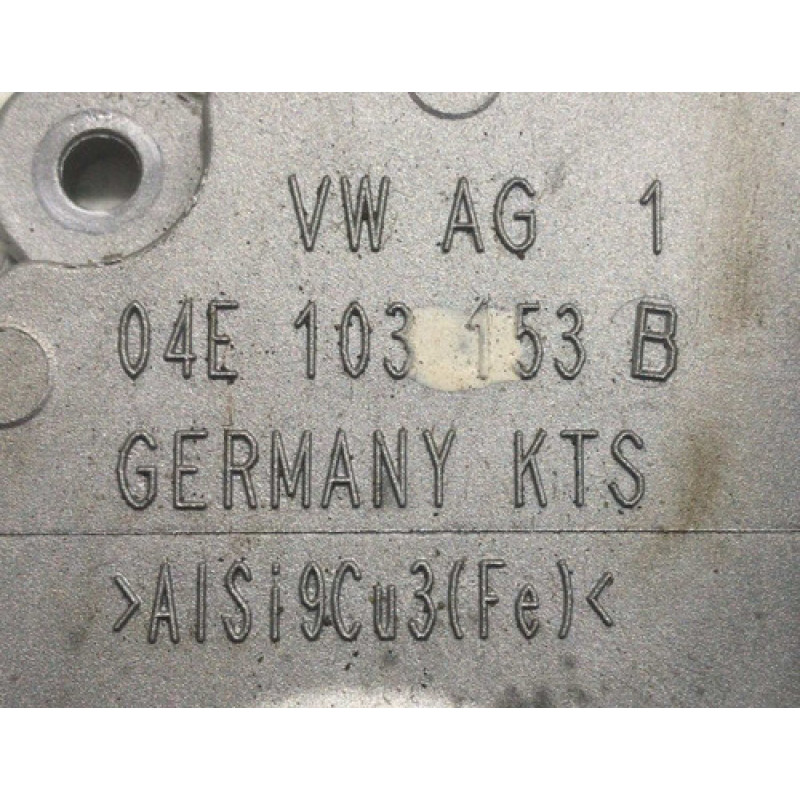 VW AG 1
04E 103 153 B
GERMANY KTS
>AlSi9Cu3(Fe)<